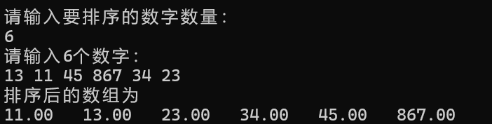 请输入要排序的数字数量：
6
请输入6个数字：
13 11 45 867 34 23
排序后的数组为
11.00   13.00   23.00   34.00   45.00   867.00